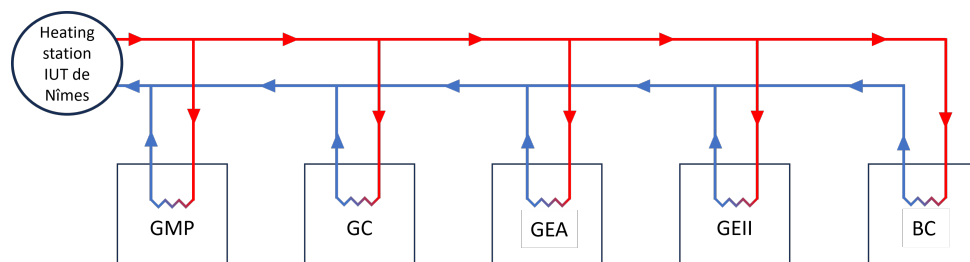 Heating
station
IUT de
Nîmes
GMP
GC
GEA
GEII
BC